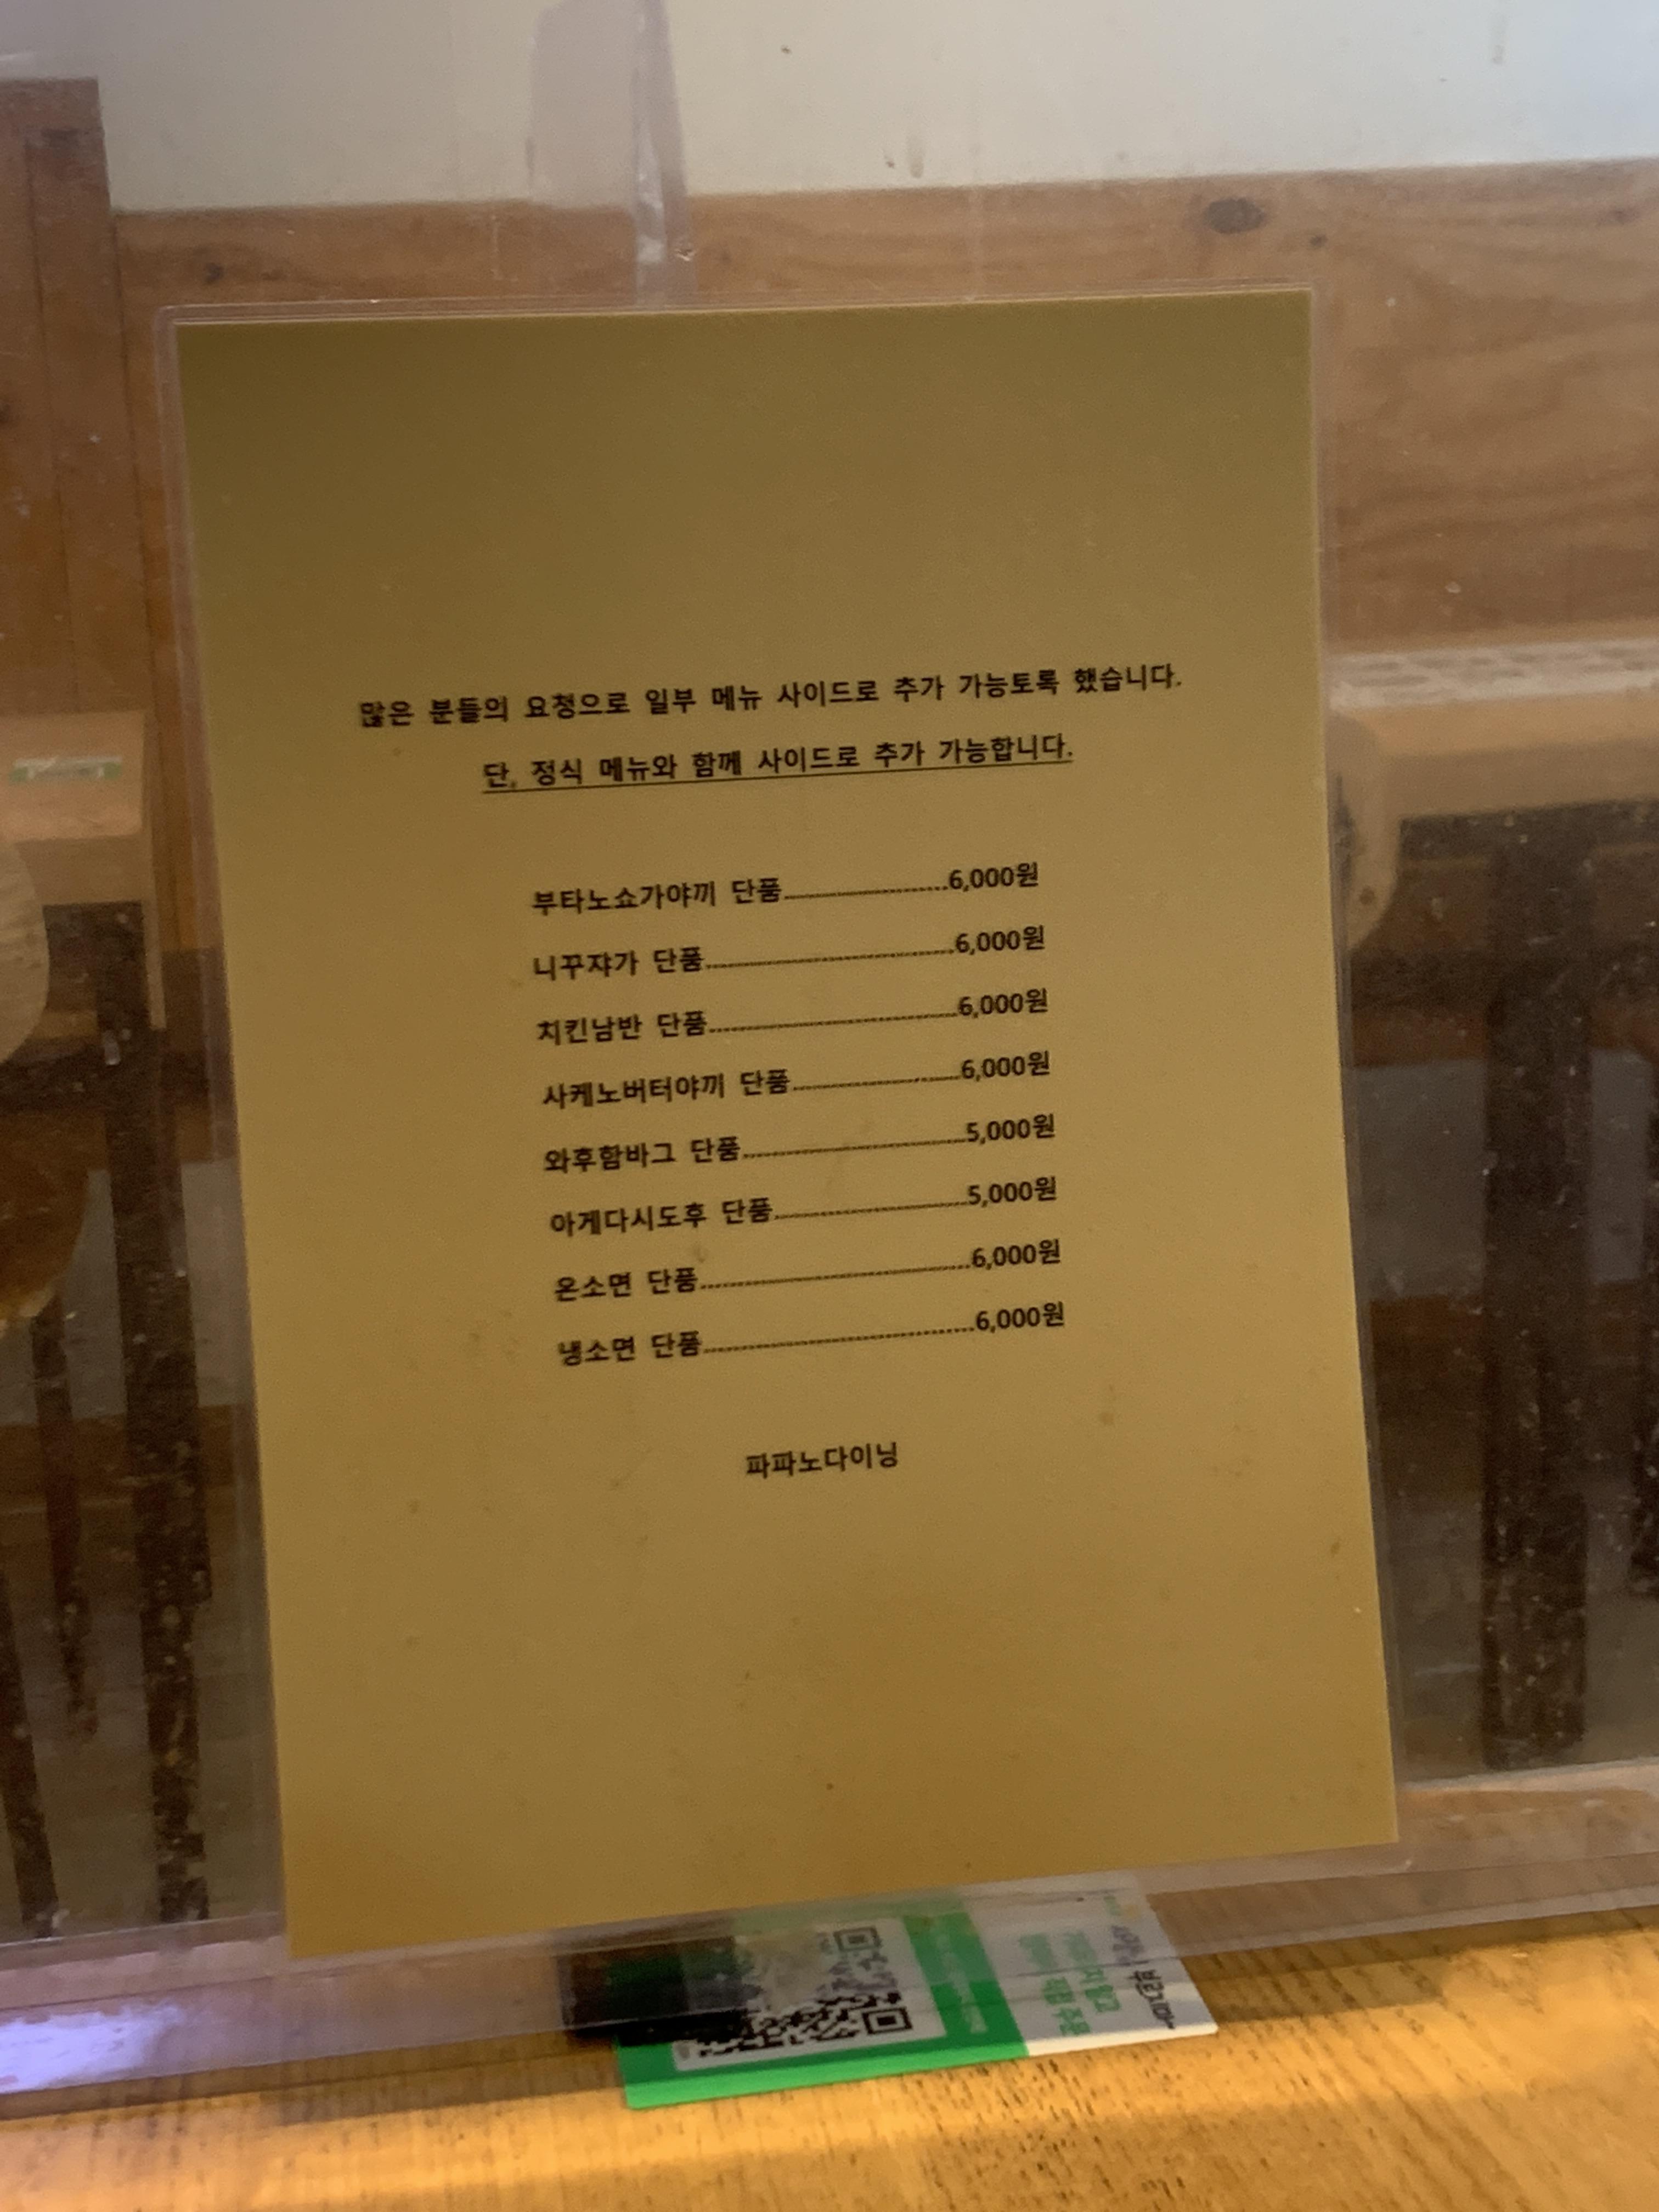 많은 분들의 요청으로 일부 메뉴 사이드로 추가 가능토록 했습니다.
단, 정식 메뉴와 함께 사이드로 추가 가능합니다.
부타노쇼가야끼 단품....................6,000원
니꾸쟈가 단품..............................6,000원
치킨남반 단품..............................6,000원
사케노버터야끼 단품....................6,000원
와후함바그 단품...........................5,000원
아게다시도후 단품.......................5,000원
온소면 단품.................................6,000원
냉소면 단품.................................6,000원
파파노다이닝